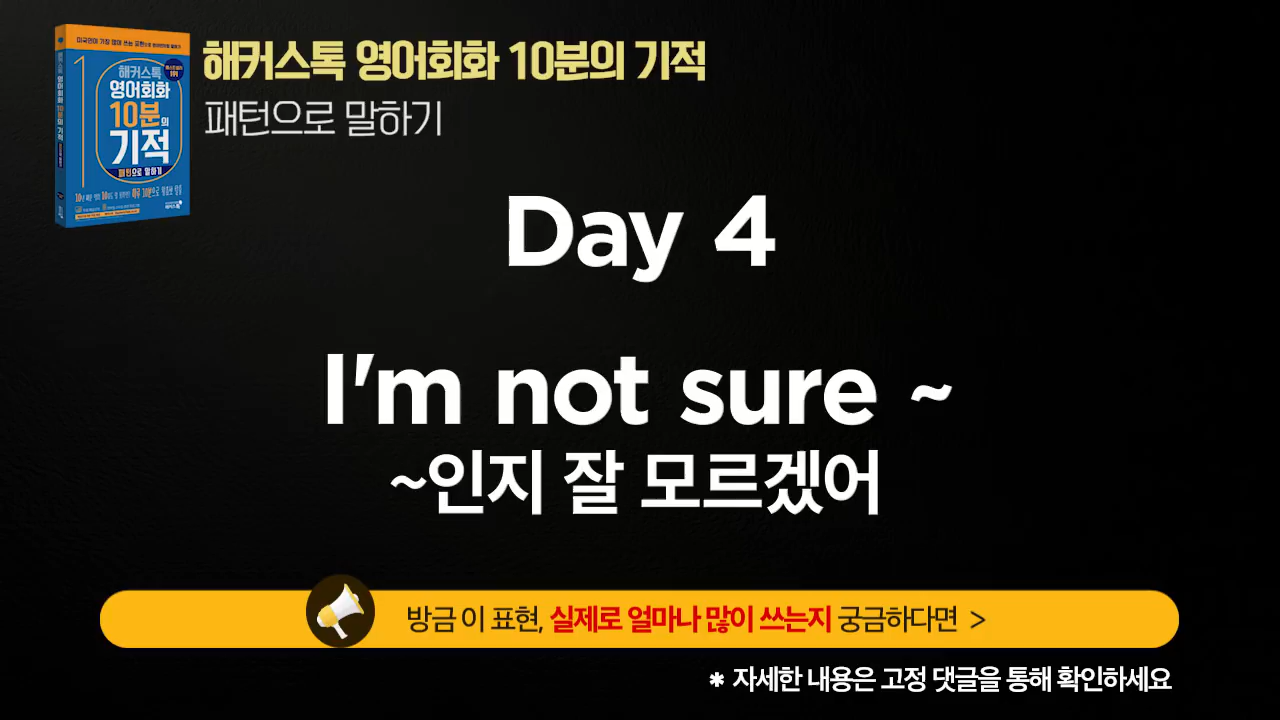 해커스톡 영어회화 10분의 기적
패턴으로 말하기
해커스톡
영어회화
10분의
기적
패턴으로 말하기
Day 4
I'm not sure ~
~인지 잘 모르겠어
방금 이 표현, 실제로 얼마나 많이 쓰는지 궁금하다면 >
* 자세한 내용은 고정 댓글을 통해 확인하세요